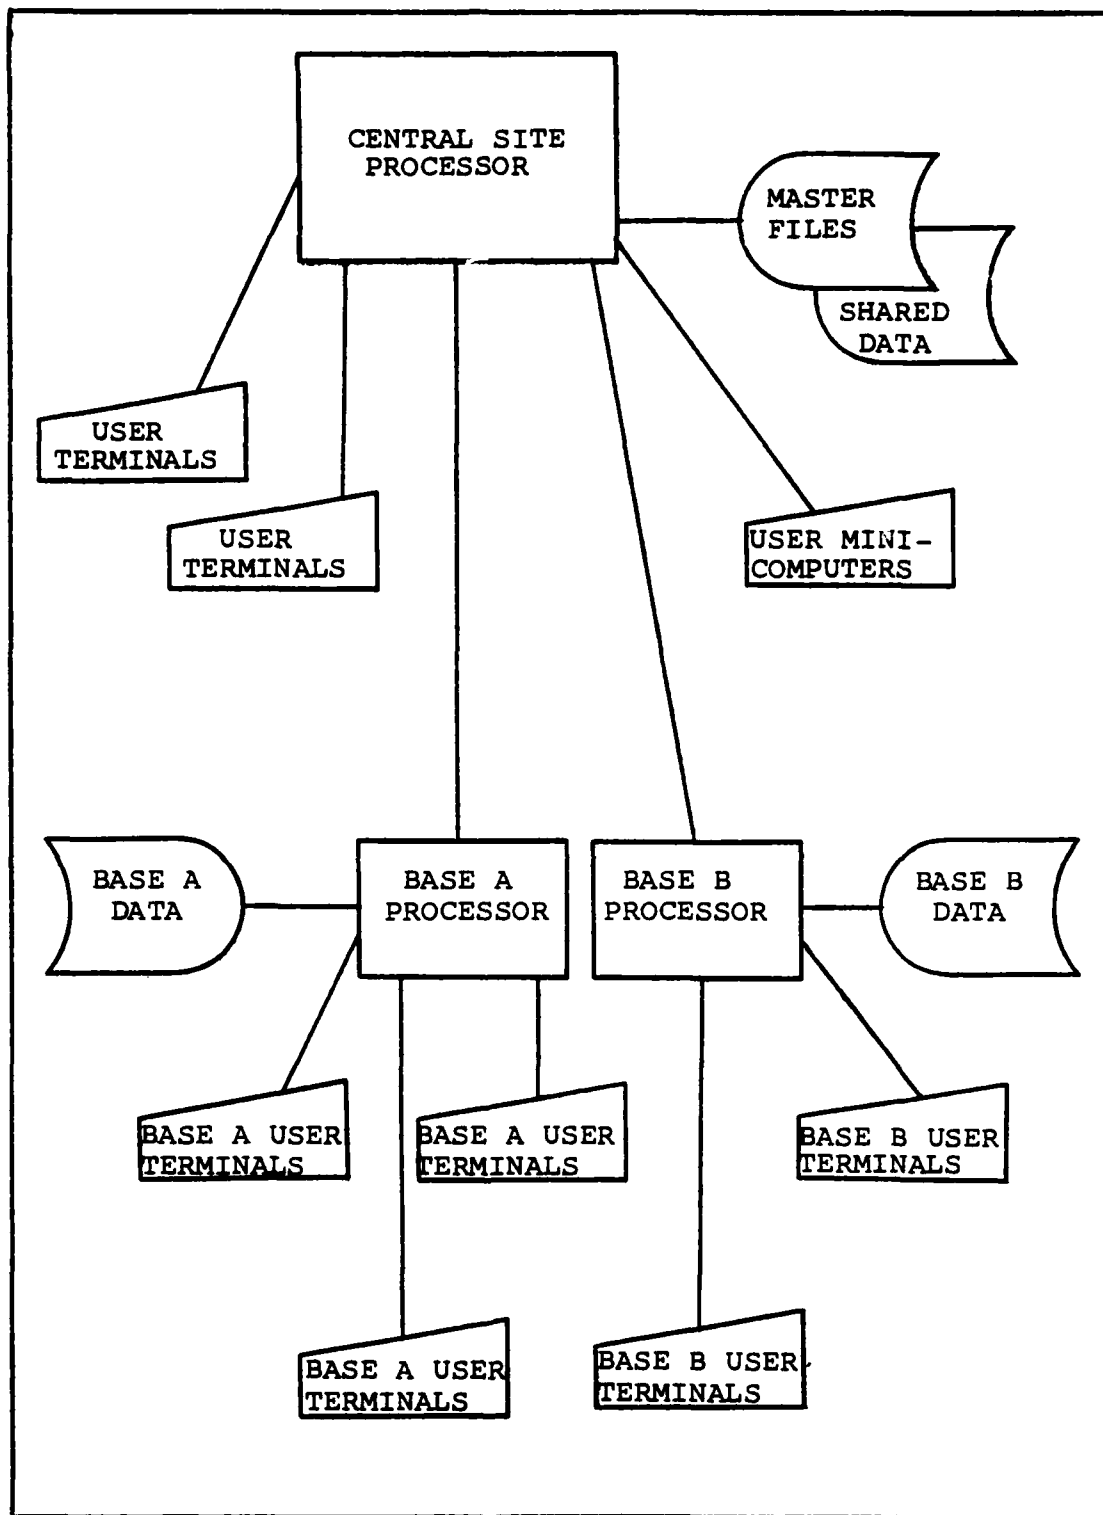 CENTRAL SITE
PROCESSOR
MASTER
FILES
SHARED
DATA
USER
TERMINALS
USER
TERMINALS
USER MINI-
COMPUTERS
BASE A
DATA
BASE A
PROCESSOR
BASE B
PROCESSOR
BASE B
DATA
BASE A USER
TERMINALS
BASE A USER
TERMINALS
BASE B USER
TERMINALS
BASE A USER
TERMINALS
BASE B USER
TERMINALS